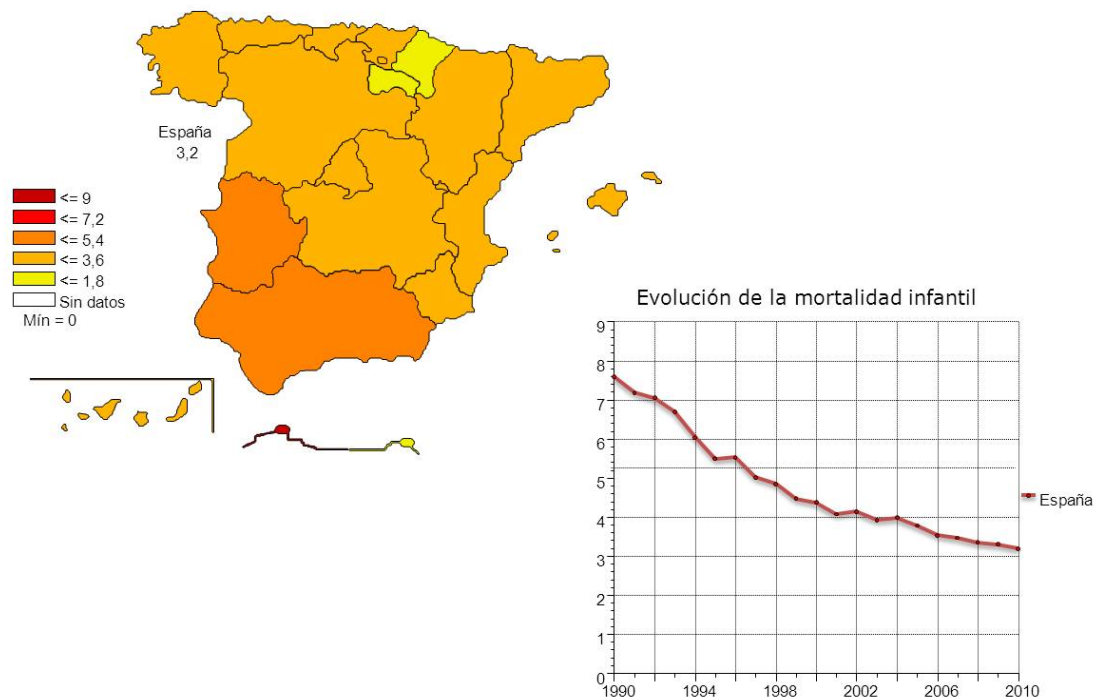 España
3,2
<= 9
<= 7,2
<= 5,4
<= 3,6
<= 1,8
Sin datos
Mín = 0
Evolución de la mortalidad infantil
9
8
7
6
5
4
3
2
1
0
1990 1994 1998 2002 2006 2010
España